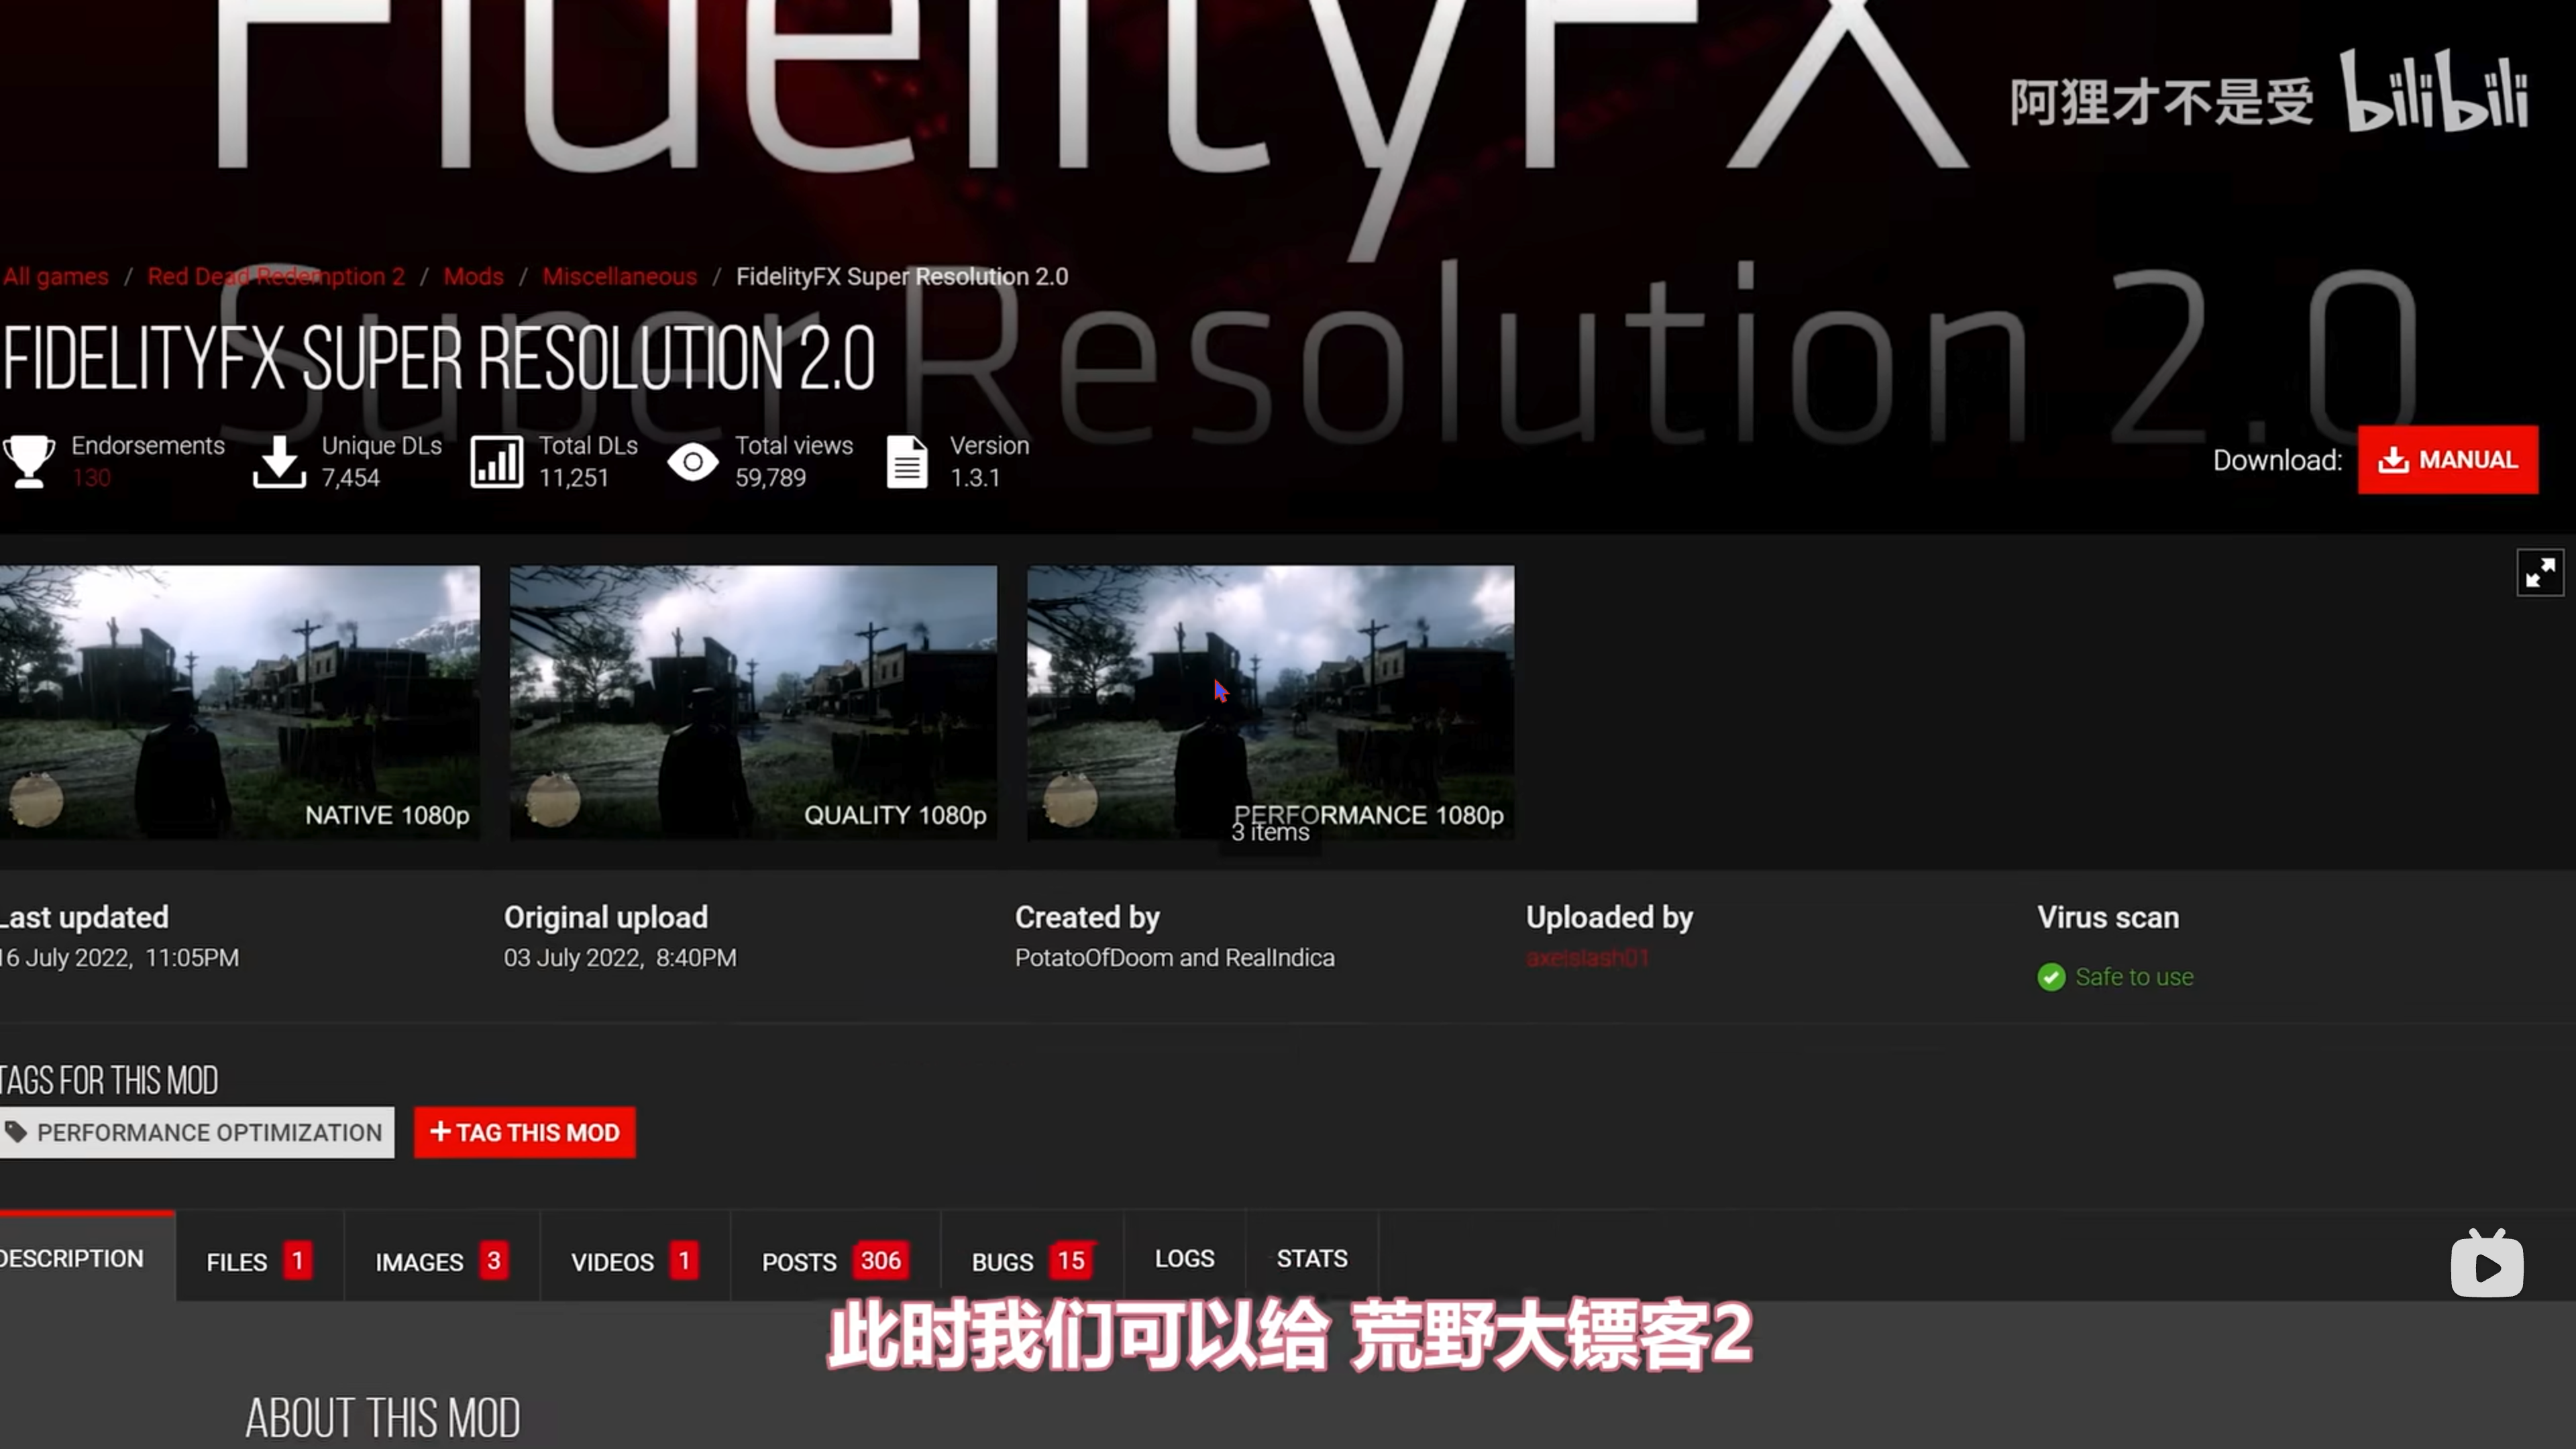 FidelityFX
阿狸才不是受 bilibili
Super Resolution 2.0
All games / Red Dead Redemption 2 / Mods / Miscellaneous / FidelityFX Super Resolution 2.0
FIDELITYFX SUPER RESOLUTION 2.0
Endorsements 130
Unique DLs 7,454
Total DLs 11,251
Total views 59,789
Version 1.3.1
Download: MANUAL
NATIVE 1080p
QUALITY 1080p
PERFORMANCE 1080p
3 items
Last updated
16 July 2022, 11:05PM
Original upload
03 July 2022, 8:40PM
Created by
PotatoOfDoom and RealIndica
Uploaded by
axelslash01
Virus scan
Safe to use
TAGS FOR THIS MOD
PERFORMANCE OPTIMIZATION + TAG THIS MOD
DESCRIPTION FILES 1 IMAGES 3 VIDEOS 1 POSTS 306 BUGS 15 LOGS STATS
此时我们可以给 荒野大镖客2
ABOUT THIS MOD